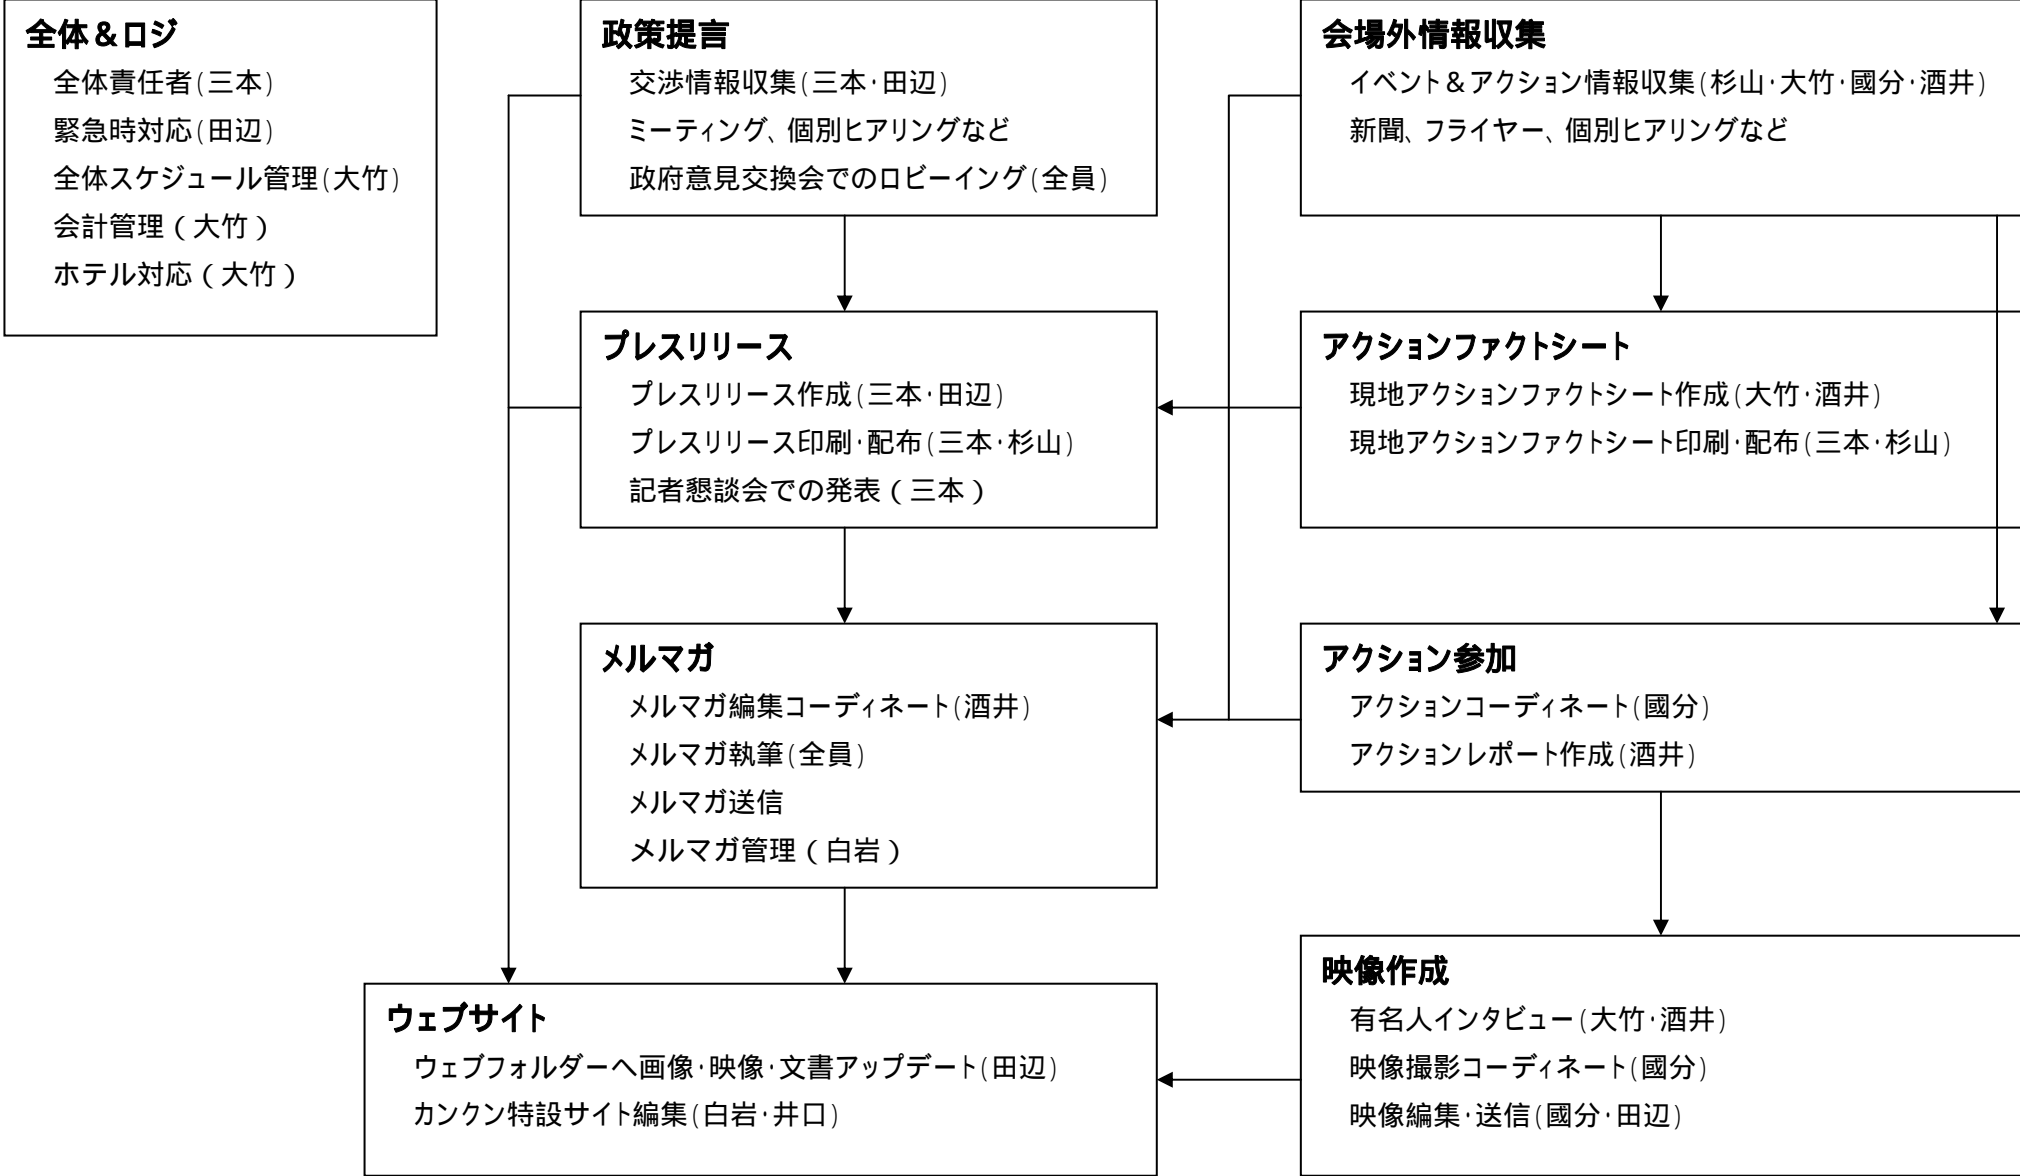 全体＆ロジ
全体責任者(三本)
緊急時対応(田辺)
全体スケジュール管理(大竹)
会計管理（大竹）
ホテル対応（大竹）
政策提言
交渉情報収集(三本・田辺)
ミーティング、個別ヒアリングなど
政府意見交換会でのロビーイング(全員)
会場外情報収集
イベント＆アクション情報収集(杉山・大竹・國分・酒井)
新聞、フライヤー、個別ヒアリングなど
プレスリリース
プレスリリース作成(三本・田辺)
プレスリリース印刷・配布(三本・杉山)
記者懇談会での発表（三本）
アクションファクトシート
現地アクションファクトシート作成(大竹・酒井)
現地アクションファクトシート印刷・配布(三本・杉山)
メルマガ
メルマガ編集コーディネート(酒井)
メルマガ執筆(全員)
メルマガ送信
メルマガ管理（白岩）
アクション参加
アクションコーディネート(國分)
アクションレポート作成(酒井)
ウェブサイト
ウェブフォルダーへ画像・映像・文書アップデート(田辺)
カンクン特設サイト編集(白岩・井口)
映像作成
有名人インタビュー(大竹・酒井)
映像撮影コーディネート(國分)
映像編集・送信(國分・田辺)